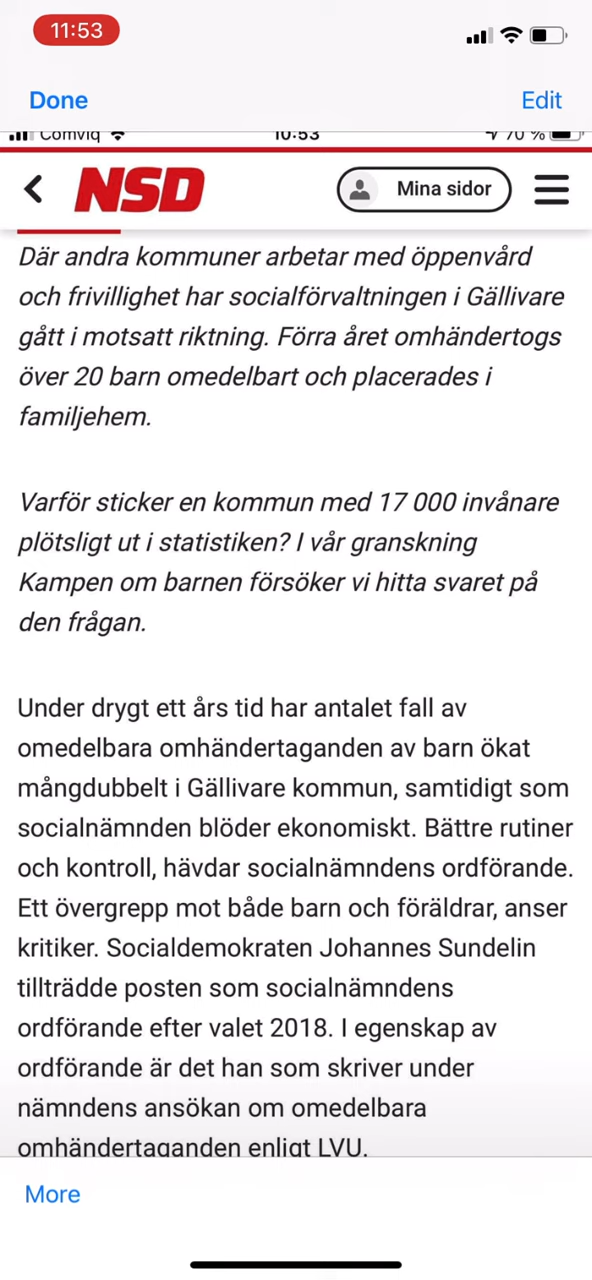 11:53
Done
Edit
Comviq
10:53
70 %
NSD
Mina sidor
Där andra kommuner arbetar med öppenvård
och frivillighet har socialförvaltningen i Gällivare
gått i motsatt riktning. Förra året omhändertogs
över 20 barn omedelbart och placerades i
familjehem.
Varför sticker en kommun med 17 000 invånare
plötsligt ut i statistiken? I vår granskning
Kampen om barnen försöker vi hitta svaret på
den frågan.
Under drygt ett års tid har antalet fall av
omedelbara omhändertaganden av barn ökat
mångdubbelt i Gällivare kommun, samtidigt som
socialnämnden blöder ekonomiskt. Bättre rutiner
och kontroll, hävdar socialnämndens ordförande.
Ett övergrepp mot både barn och föräldrar, anser
kritiker. Socialdemokraten Johannes Sundelin
tillträdde posten som socialnämndens
ordförande efter valet 2018. I egenskap av
ordförande är det han som skriver under
nämndens ansökan om omedelbara
omhändertaganden enligt LVU.
More